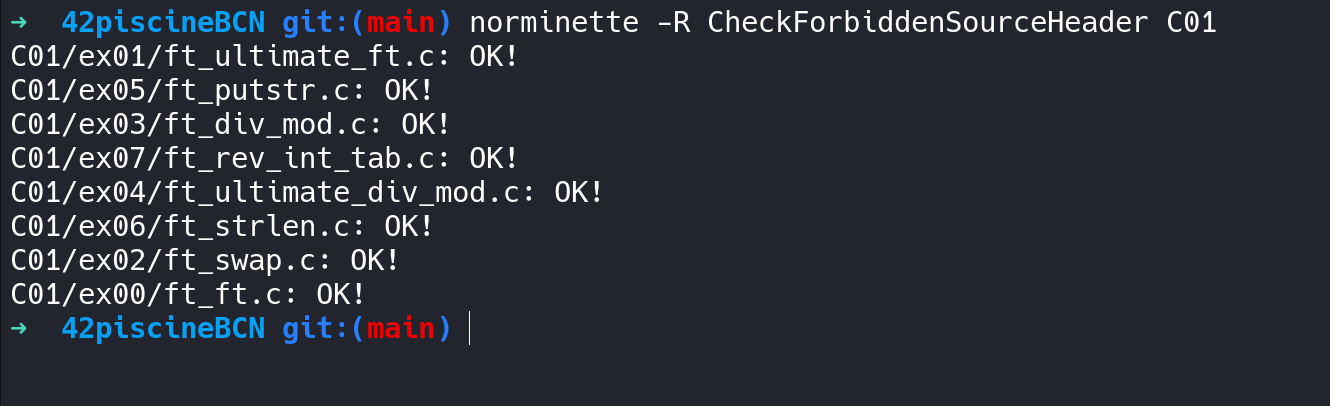 ➜  42piscineBCN git:(main) norminette -R CheckForbiddenSourceHeader C01
C01/ex01/ft_ultimate_ft.c: OK!
C01/ex05/ft_putstr.c: OK!
C01/ex03/ft_div_mod.c: OK!
C01/ex07/ft_rev_int_tab.c: OK!
C01/ex04/ft_ultimate_div_mod.c: OK!
C01/ex06/ft_strlen.c: OK!
C01/ex02/ft_swap.c: OK!
C01/ex00/ft_ft.c: OK!
➜  42piscineBCN git:(main)